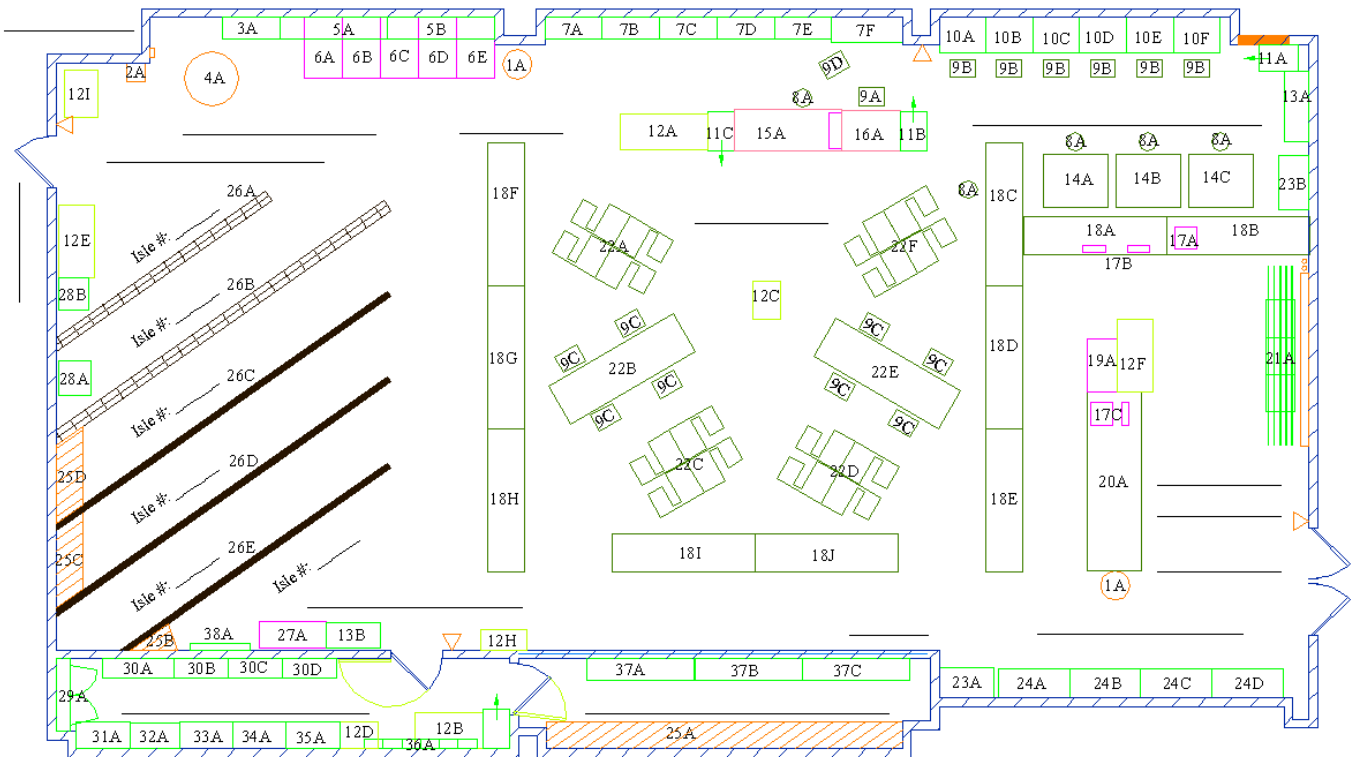 3A 5A 5B 7A 7B 7C 7D 7E 7F 10A 10B 10C 10D 10E 10F
6A 6B 6C 6D 6E 1A 9D 9B 9B 9B 9B 9B 9B 11A
2A 4A
12I 8A 9A 13A
12A 11C 15A 16A 11B 8A 8A 8A
18F 18C 14A 14B 14C 23B
26A 8A
Isle #:
12E 22A 22F 18A 17A 18B
17B
26B
28B 12C
Isle #:
9C 9C
18G 9C 18D 9C 19A 12F 21A
28A 26C 22B 22E
9C 9C
Isle #:
9C 9C 17C
26D 22C 22D
25D
18H 18E 20A
Isle #:
26E 18I 18J
25C
Isle #:
Isle #:
1A
25B 38A 27A 13B 12H
30A 30B 30C 30D 37A 37B 37C
29A 23A 24A 24B 24C 24D
31A 32A 33A 34A 35A 12D 12B 25A
36A